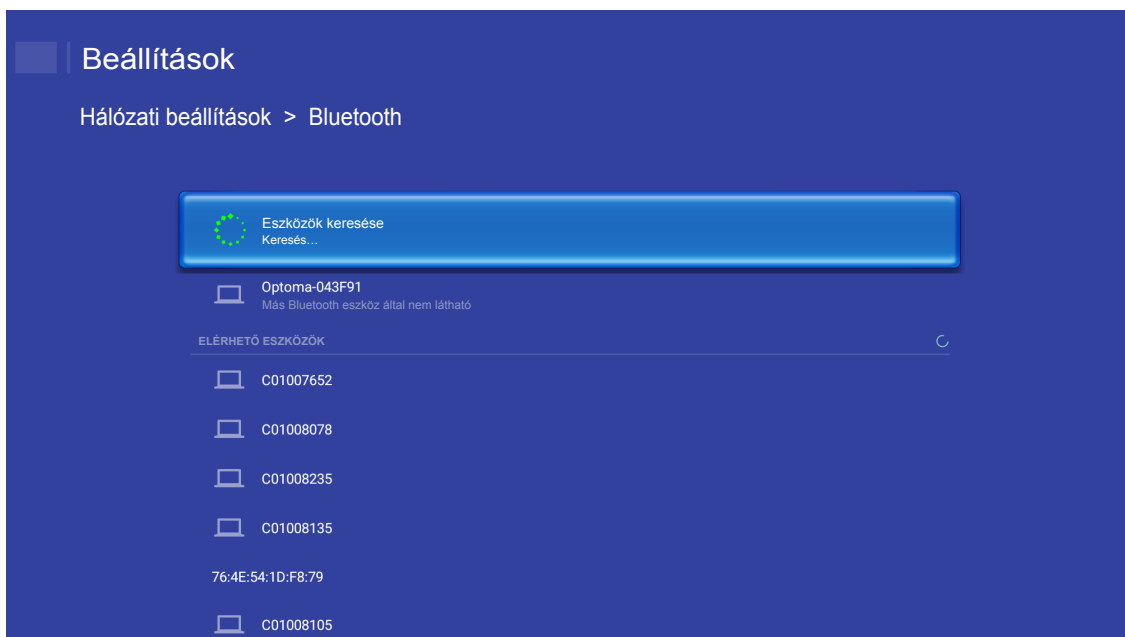 Beállítások
Hálózati beállítások > Bluetooth
Eszközök keresése
Keresés...
Optoma-043F91
Más Bluetooth eszköz által nem látható
ELÉRHETŐ ESZKÖZÖK
C01007652
C01008078
C01008235
C01008135
76:4E:54:1D:F8:79
C01008105